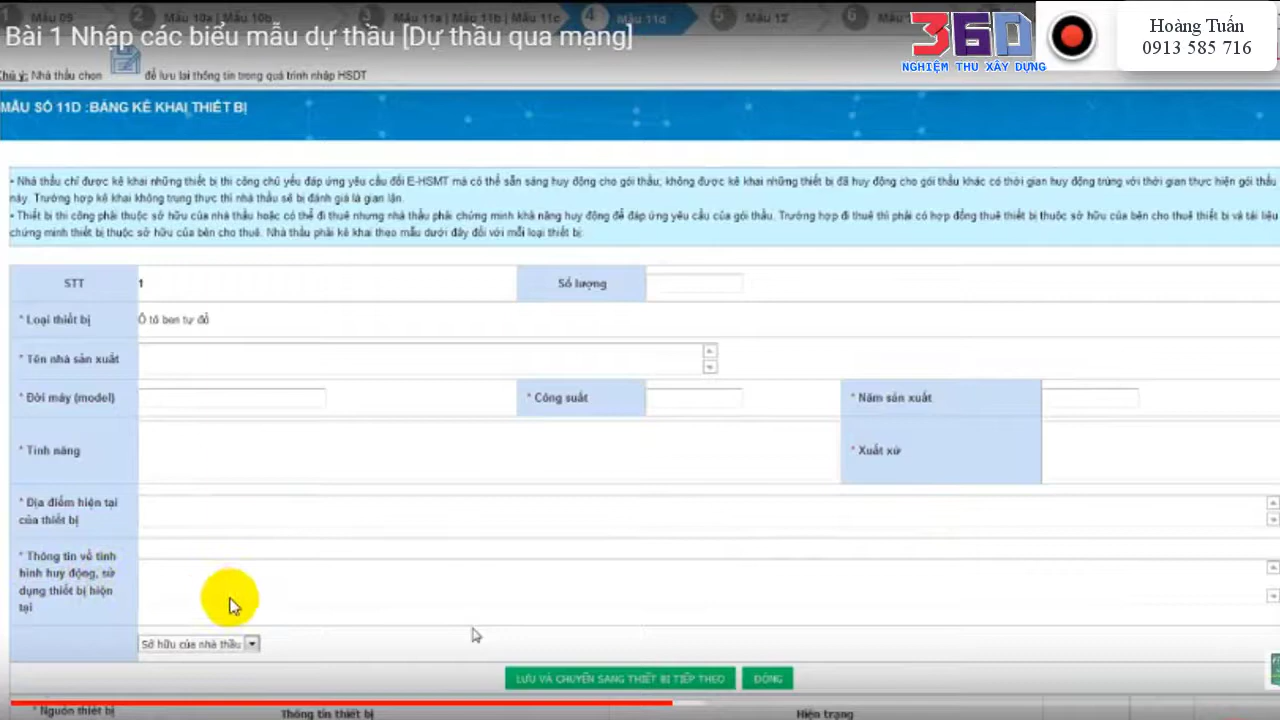 1 Mẫu 09 2 Mẫu 10a | Mẫu 10b 3 Mẫu 11a | Mẫu 11b | Mẫu 11c 4 Mẫu 11d 5 Mẫu 12 6
Bài 1 Nhập các biểu mẫu dự thầu [Dự thầu qua mạng]
360
NGHIỆM THU XÂY DỰNG
Hoàng Tuấn
0913 585 716
Chú ý: Nhà thầu chọn để lưu lại thông tin trong quá trình nhập HSDT
MẪU SỐ 11D :BẢNG KÊ KHAI THIẾT BỊ
• Nhà thầu chỉ được kê khai những thiết bị thi công chủ yếu đáp ứng yêu cầu đối E-HSMT mà có thể sẵn sàng huy động cho gói thầu; không được kê khai những thiết bị đã huy động cho gói thầu khác có thời gian huy động trùng với thời gian thực hiện gói thầu
này. Trường hợp kê khai không trung thực thì nhà thầu sẽ bị đánh giá là gian lận.
• Thiết bị thi công phải thuộc sở hữu của nhà thầu hoặc có thể đi thuê nhưng nhà thầu phải chứng minh khả năng huy động để đáp ứng yêu cầu của gói thầu. Trường hợp đi thuê thì phải có hợp đồng thuê thiết bị thuộc sở hữu của bên cho thuê thiết bị và tài liệu
chứng minh thiết bị thuộc sở hữu của bên cho thuê. Nhà thầu phải kê khai theo mẫu dưới đây đối với mỗi loại thiết bị:
STT 1 Số lượng
* Loại thiết bị Ô tô ben tự đổ
* Tên nhà sản xuất
* Đời máy (model) * Công suất * Năm sản xuất
* Tính năng * Xuất xứ
* Địa điểm hiện tại
của thiết bị
* Thông tin về tình
hình huy động, sử
dụng thiết bị hiện
tại
Sở hữu của nhà thầu
LƯU VÀ CHUYỂN SANG THIẾT BỊ TIẾP THEO ĐÓNG
* Nguồn thiết bị Thông tin thiết bị Hiện trạng